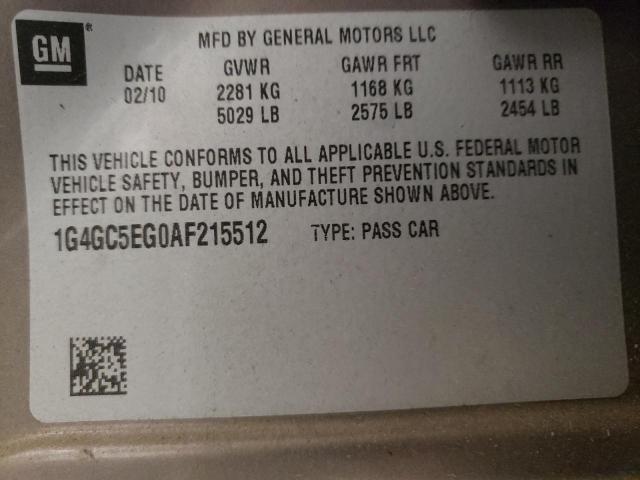 GM ® MFD BY GENERAL MOTORS LLC
DATE GVWR GAWR FRT GAWR RR
02/10 2281 KG 1168 KG 1113 KG
5029 LB 2575 LB 2454 LB
THIS VEHICLE CONFORMS TO ALL APPLICABLE U.S. FEDERAL MOTOR
VEHICLE SAFETY, BUMPER, AND THEFT PREVENTION STANDARDS IN
EFFECT ON THE DATE OF MANUFACTURE SHOWN ABOVE.
1G4GC5EG0AF215512 TYPE: PASS CAR